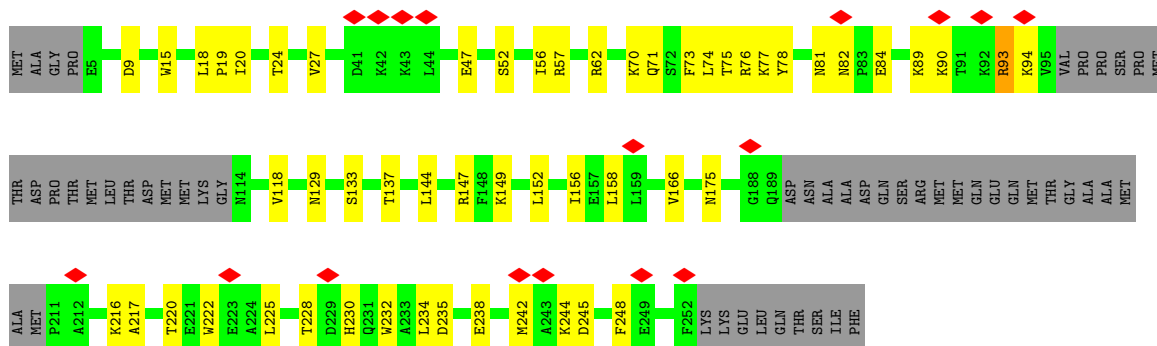 MET ALA GLY PRO E5 D9 W15 L18 P19 I20 T24 V27 D41 K42 K43 L44 E47 S52 I56 R57 R62 K70 Q71 S72 F73 L74 T75 R76 K77 Y78 N81 N82 P83 E84 K89 K90 T91 K92 R93 K94 V95 VAL PRO PRO SER PRO MET
THR ASP PRO THR MET LEU THR ASP MET MET LYS GLY N114 V118 N129 S133 T137 L144 R147 F148 K149 L152 I156 E157 L158 L159 V166 N175 G188 Q189 ASP ASN ALA ALA ASP GLN SER ARG MET MET GLN GLU GLN MET THR GLY ALA ALA MET
ALA MET P211 A212 K216 A217 T220 E221 W222 E223 A224 L225 T228 D229 H230 Q231 W232 A233 L234 D235 E238 M242 A243 K244 D245 F248 E249 F252 LYS LYS GLU LEU GLN THR SER ILE PHE